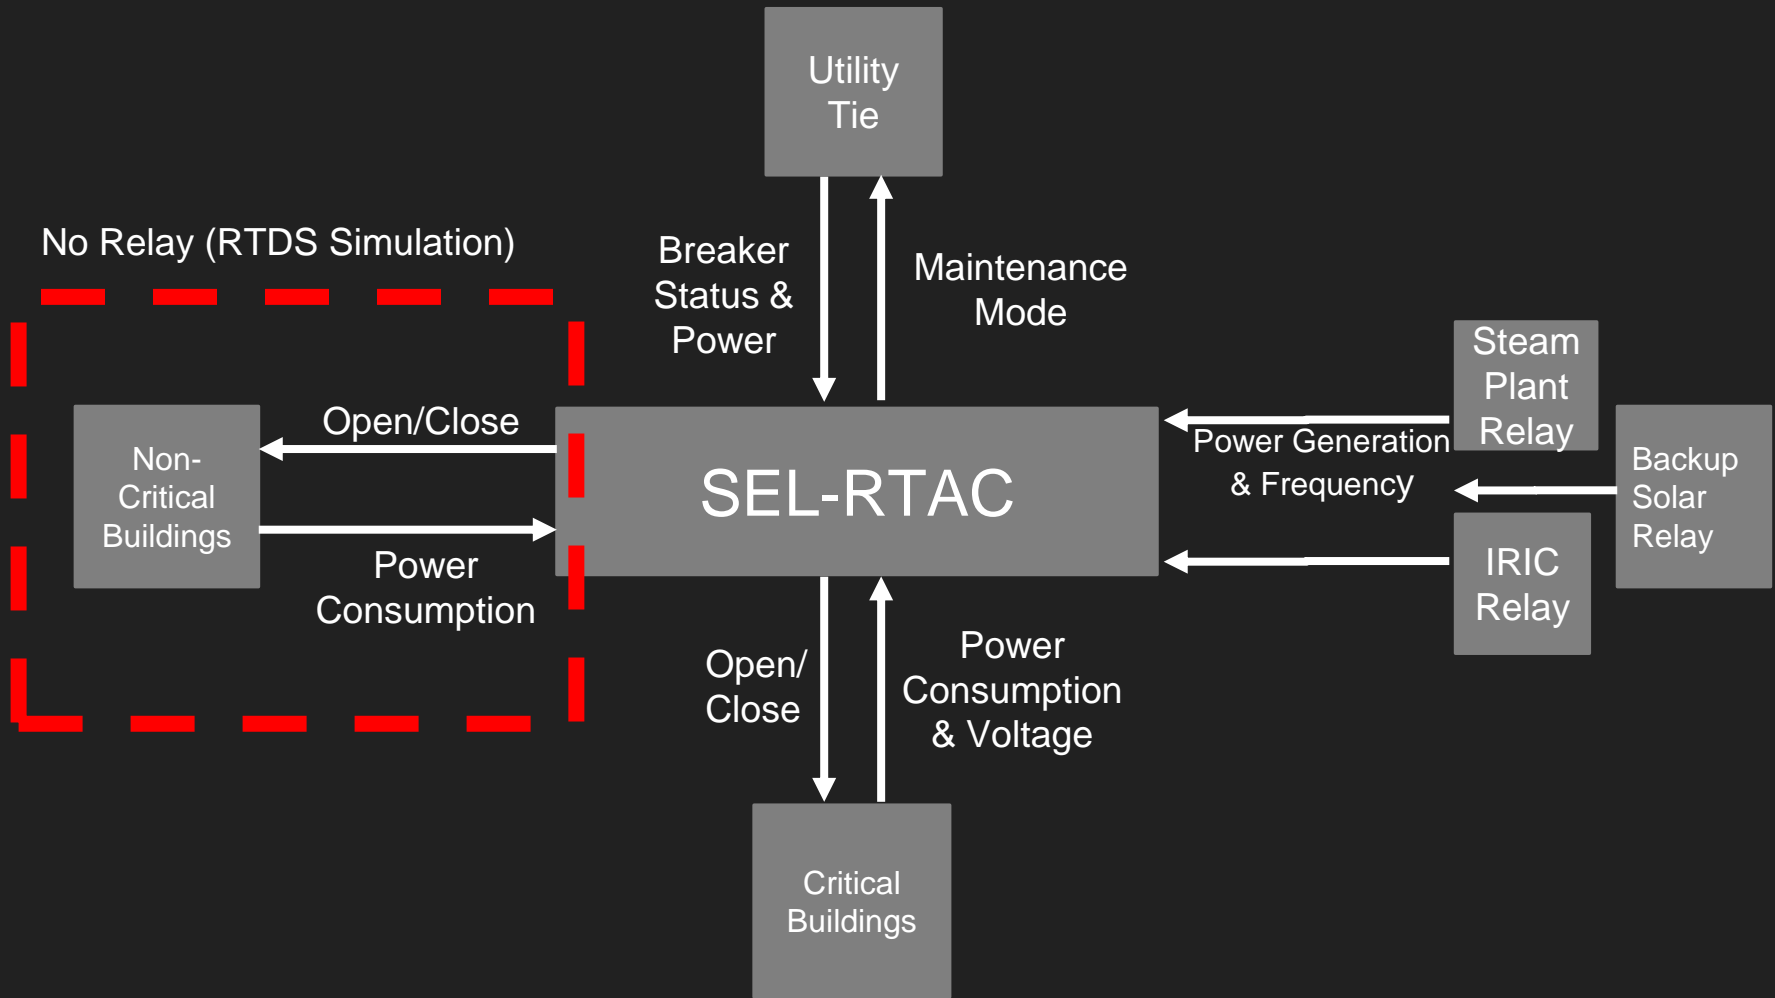 Utility
Tie
No Relay (RTDS Simulation)
Breaker
Status &
Power
Maintenance
Mode
Non-
Critical
Buildings
Open/Close
Power
Consumption
SEL-RTAC
Power Generation
& Frequency
Steam
Plant
Relay
Backup
Solar
Relay
IRIC
Relay
Open/
Close
Power
Consumption
& Voltage
Critical
Buildings